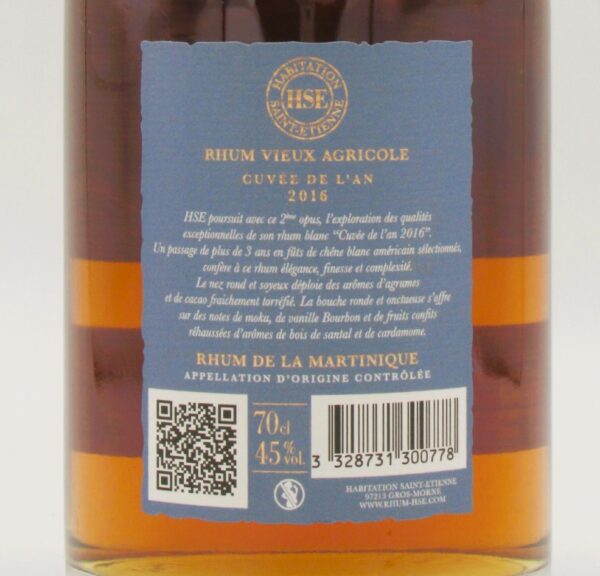 HABITATION
HSE
SAINT-ETIENNE
RHUM VIEUX AGRICOLE
CUVÉE DE L'AN
2016
HSE poursuit avec ce 2ème opus, l'exploration des qualités
exceptionnelles de son rhum blanc "Cuvée de l'an 2016".
Un passage de plus de 3 ans en fûts de chêne blanc américain sélectionnés,
confère à ce rhum élégance, finesse et complexité.
Le nez roud et soyeux déploie des arômes d'agrumes
et de cacao fraichement torréfié. La bouche ronde et onctueuse s'offre
sur des notes de moka, de vanille Bourbon et de fruits confits
réhaussées d'arômes de bois de santal et de cardamome.
RHUM DE LA MARTINIQUE
APPELLATION D'ORIGINE CONTRÔLÉE
70 cl
45% vol.
3 328731 300778
HABITATION SAINT-ETIENNE
97213 GROS-MORNE
WWW.RHUM-HSE.COM